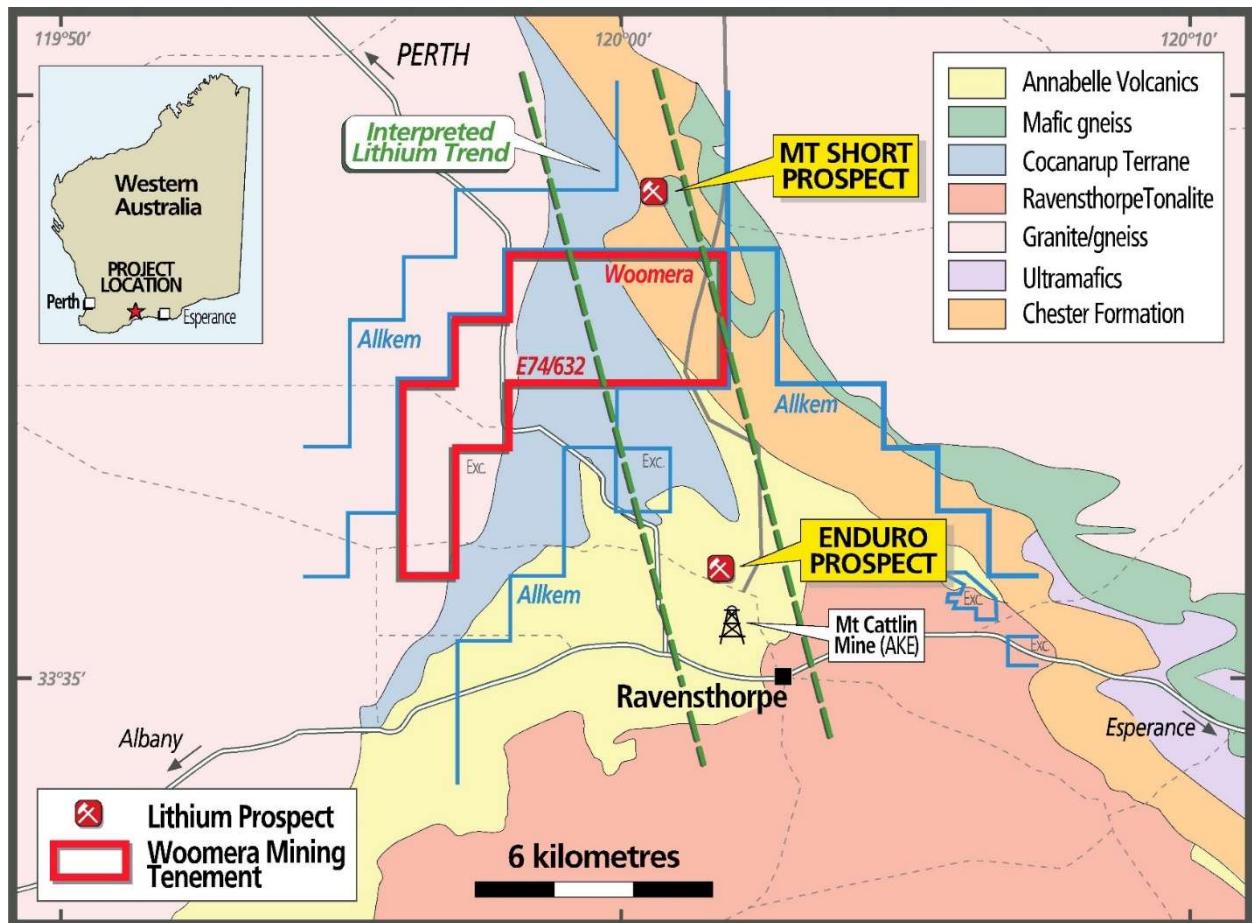 119°50′
120°00′
120°10′
PERTH
Interpreted
Lithium Trend
MT SHORT
PROSPECT
Western
Australia
PROJECT
LOCATION
Perth
Esperance
Annabelle Volcanics
Mafic gneiss
Cocanarup Terrane
RavensthorpeTonalite
Granite/gneiss
Ultramafics
Chester Formation
Woomera
Allkem
E74/632
Allkem
Exc.
Exc.
ENDURO
PROSPECT
Allkem
Exc.
Mt Cattlin
Mine (AKE)
Exc
33°35′
Ravensthorpe
Albany
Esperance
Lithium Prospect
Woomera Mining
Tenement
6 kilometres